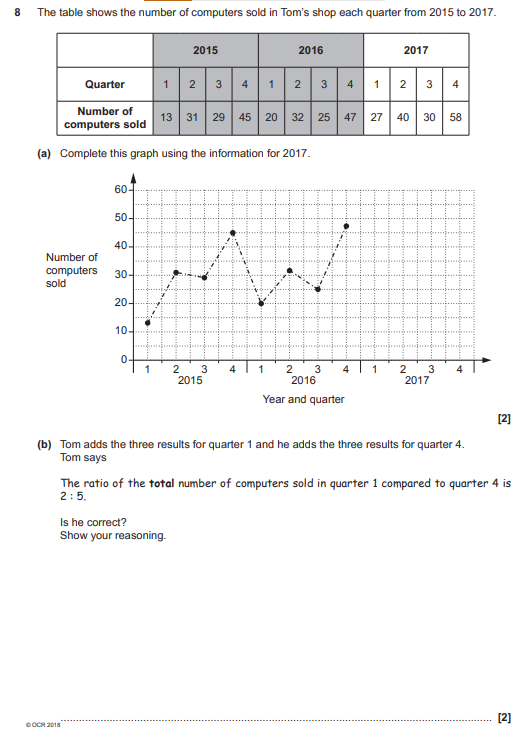 8 The table shows the number of computers sold in Tom's shop each quarter from 2015 to 2017.
2015 2016 2017
Quarter 1 2 3 4 1 2 3 4 1 2 3 4
Number of
computers sold 13 31 29 45 20 32 25 47 27 40 30 58
(a) Complete this graph using the information for 2017.
60
50
40
Number of
computers
sold
30
20
10
0
1 2 3 4 1 2 3 4 1 2 3 4
2015 2016 2017
Year and quarter
[2]
(b) Tom adds the three results for quarter 1 and he adds the three results for quarter 4.
Tom says
The ratio of the total number of computers sold in quarter 1 compared to quarter 4 is
2 : 5.
Is he correct?
Show your reasoning.
[2]
© OCR 2018